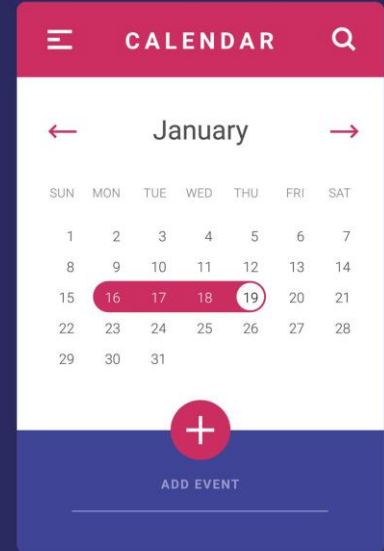 CALENDAR
January
SUN MON TUE WED THU FRI SAT
1 2 3 4 5 6 7
8 9 10 11 12 13 14
15 16 17 18 19 20 21
22 23 24 25 26 27 28
29 30 31
ADD EVENT